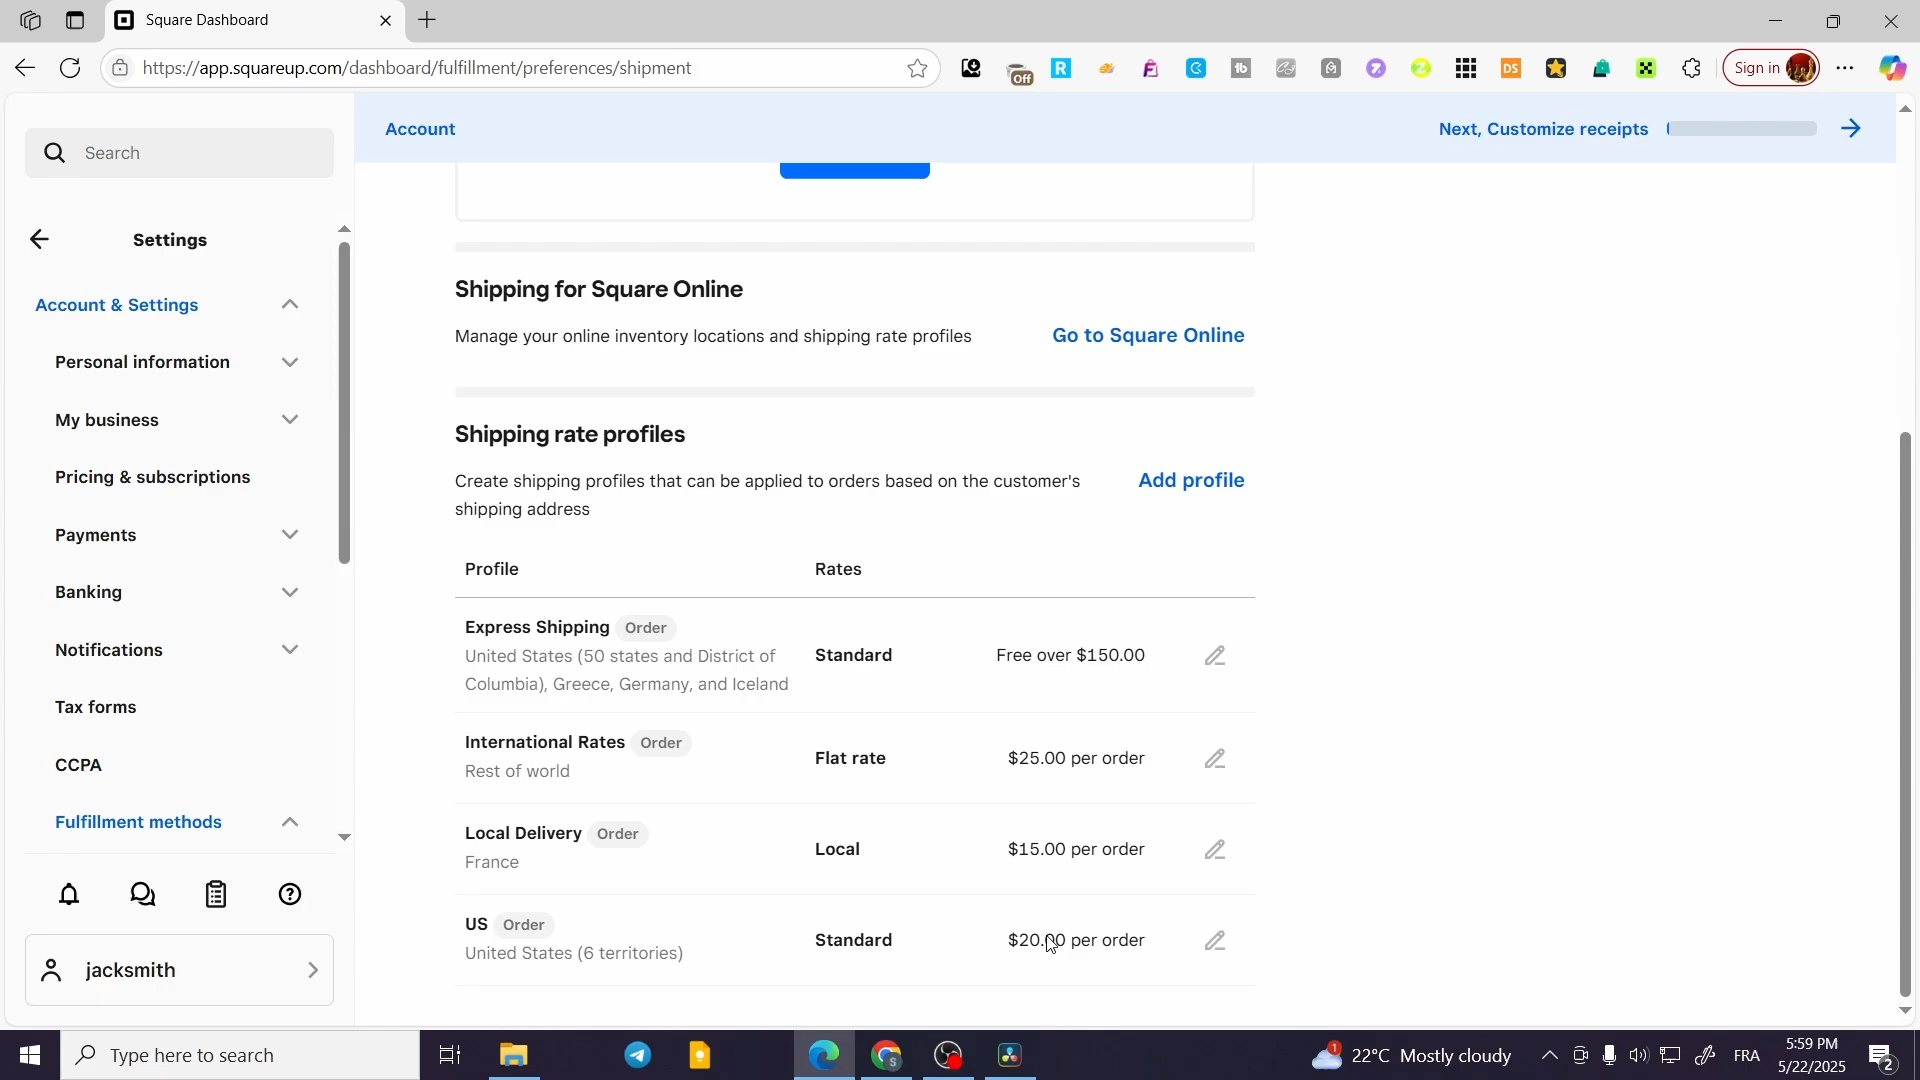 Square Dashboard
https://app.squareup.com/dashboard/fulfillment/preferences/shipment
Off
Sign in
Search
Account
Next, Customize receipts
Settings
Account & Settings
Personal information
My business
Pricing & subscriptions
Payments
Banking
Notifications
Tax forms
CCPA
Fulfillment methods
jacksmith
Shipping for Square Online
Manage your online inventory locations and shipping rate profiles
Go to Square Online
Shipping rate profiles
Create shipping profiles that can be applied to orders based on the customer's
shipping address
Add profile
Profile Rates
Express Shipping Order
United States (50 states and District of
Columbia), Greece, Germany, and Iceland
Standard Free over $150.00
International Rates Order
Rest of world
Flat rate $25.00 per order
Local Delivery Order
France
Local $15.00 per order
US Order
United States (6 territories)
Standard $20.00 per order
Type here to search
1
22°C Mostly cloudy
FRA
5:59 PM
5/22/2025
2